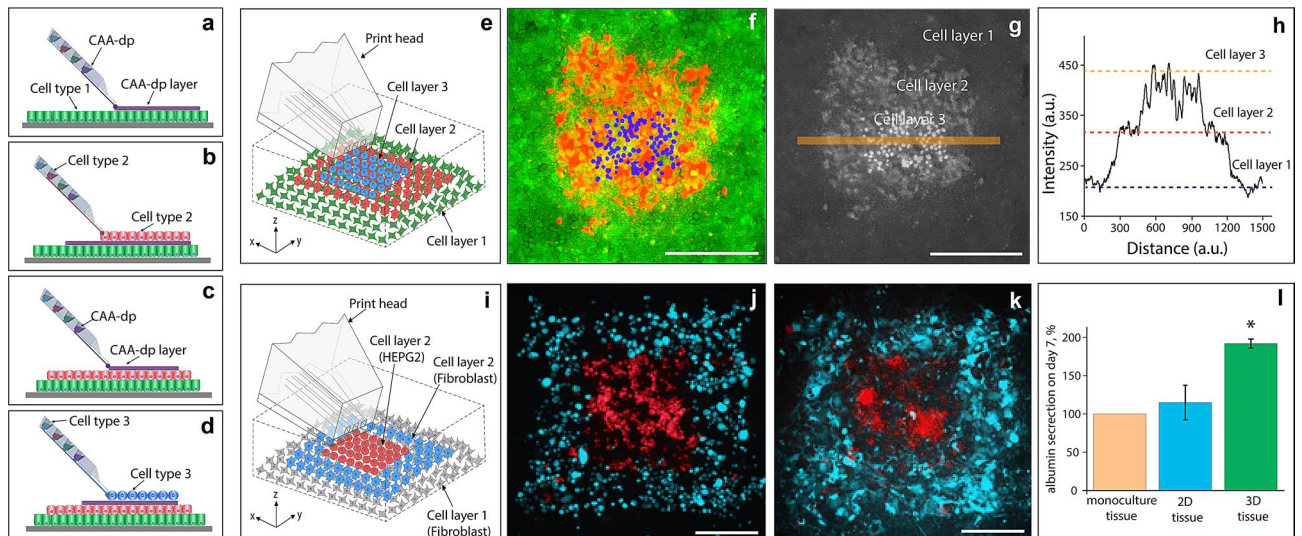 a
CAA-dp
Cell type 1
CAA-dp layer
b
Cell type 2
Cell type 2
c
CAA-dp
CAA-dp layer
d
Cell type 3
Cell type 3
e
Print head
Cell layer 3
Cell layer 2
Cell layer 1
z
x
y
f
g
Cell layer 1
Cell layer 2
Cell layer 3
h
Intensity (a.u.)
450
350
250
150
Cell layer 3
Cell layer 2
Cell layer 1
0 300 600 900 1200 1500
Distance (a.u.)
i
Print head
Cell layer 2
(HEPG2)
Cell layer 2
(Fibroblast)
Cell layer 1
(Fibroblast)
z
x
y
j
k
l
albumin secretion on day 7, %
200
150
100
50
0
*
monoculture
tissue
2D
tissue
3D
tissue